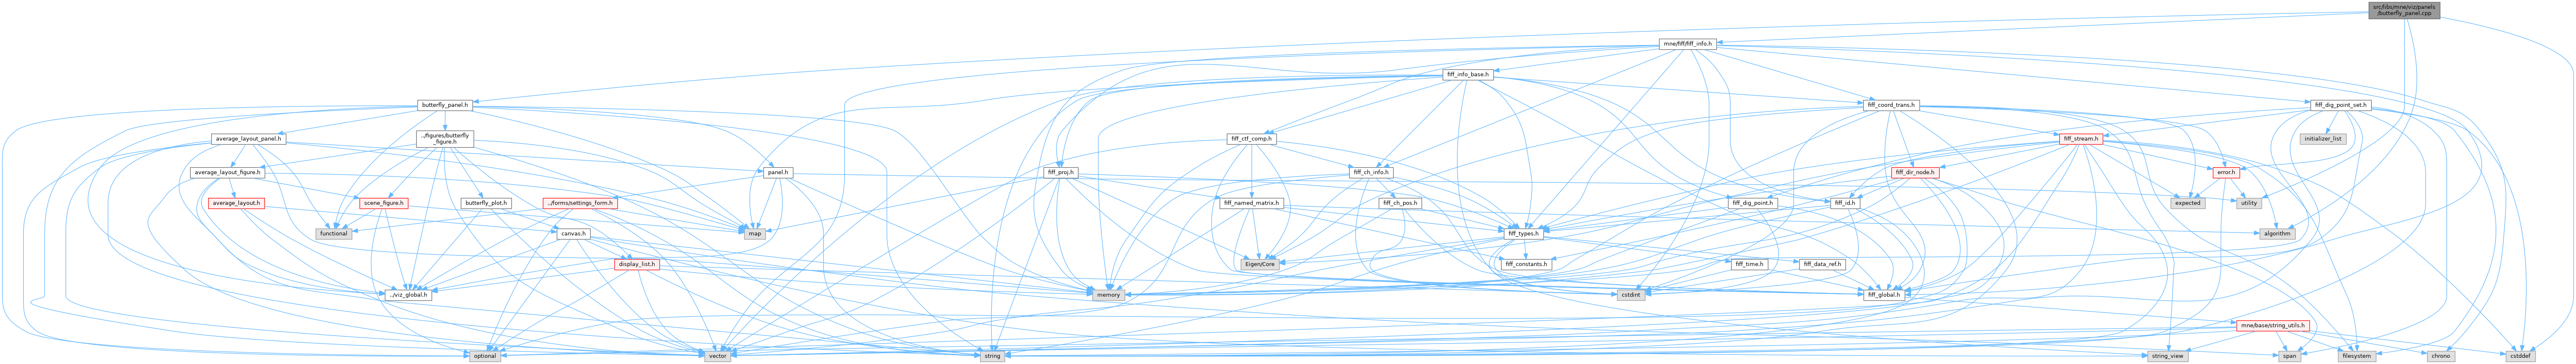 src/libs/mne/viz/panels
/butterfly_panel.cpp
mne/fiff/fiff_info.h
fiff_info_base.h
butterfly_panel.h
fiff_coord_trans.h
fiff_dig_point_set.h
average_layout_panel.h
../figures/butterfly
_figure.h
fiff_ctf_comp.h
fiff_stream.h
initializer_list
average_layout_figure.h
panel.h
fiff_proj.h
fiff_ch_info.h
fiff_dir_node.h
error.h
average_layout.h
scene_figure.h
butterfly_plot.h
../forms/settings_form.h
fiff_named_matrix.h
fiff_ch_pos.h
fiff_dig_point.h
fiff_id.h
expected
utility
functional
canvas.h
map
fiff_types.h
algorithm
display_list.h
Eigen/Core
fiff_constants.h
fiff_time.h
fiff_data_ref.h
../viz_global.h
memory
cstdint
fiff_global.h
mne/base/string_utils.h
optional
vector
string
string_view
span
filesystem
chrono
cstddef